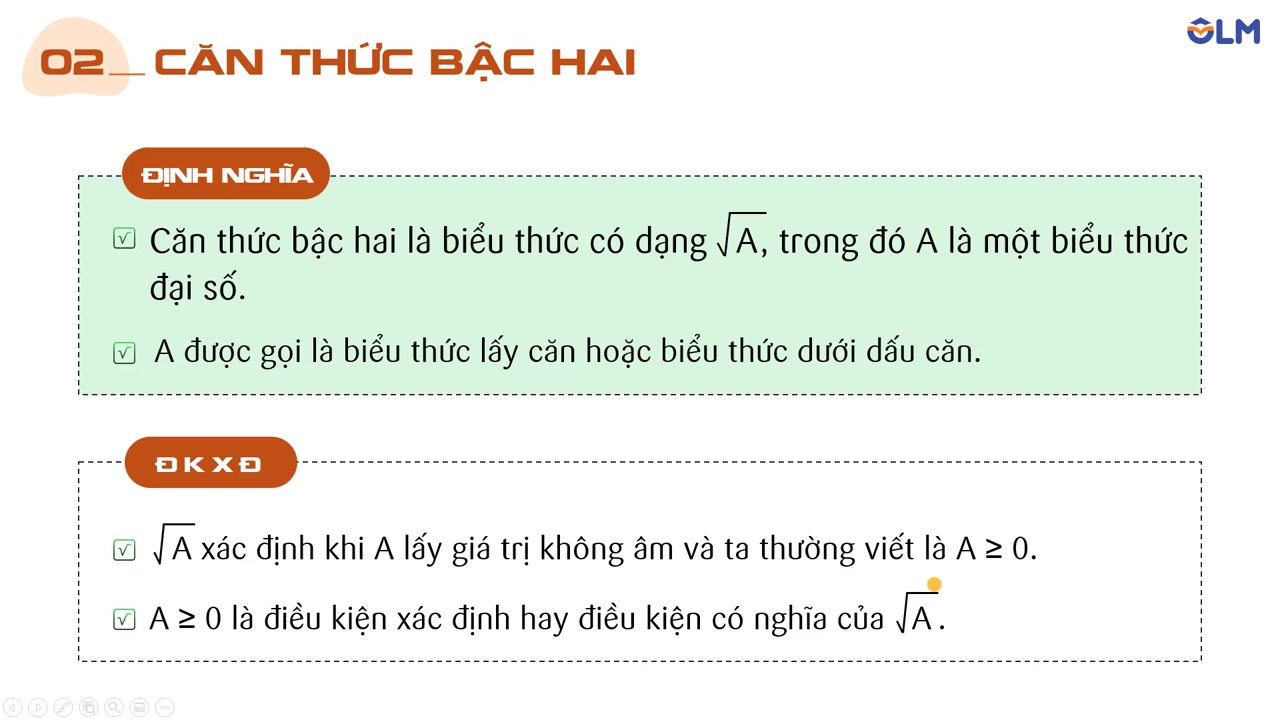 OLM
02_ CĂN THỨC BẬC HAI
ĐỊNH NGHĨA
Căn thức bậc hai là biểu thức có dạng √A, trong đó A là một biểu thức
đại số.
A được gọi là biểu thức lấy căn hoặc biểu thức dưới dấu căn.
ĐKXĐ
√A xác định khi A lấy giá trị không âm và ta thường viết là A ≥ 0.
A ≥ 0 là điều kiện xác định hay điều kiện có nghĩa của √A.